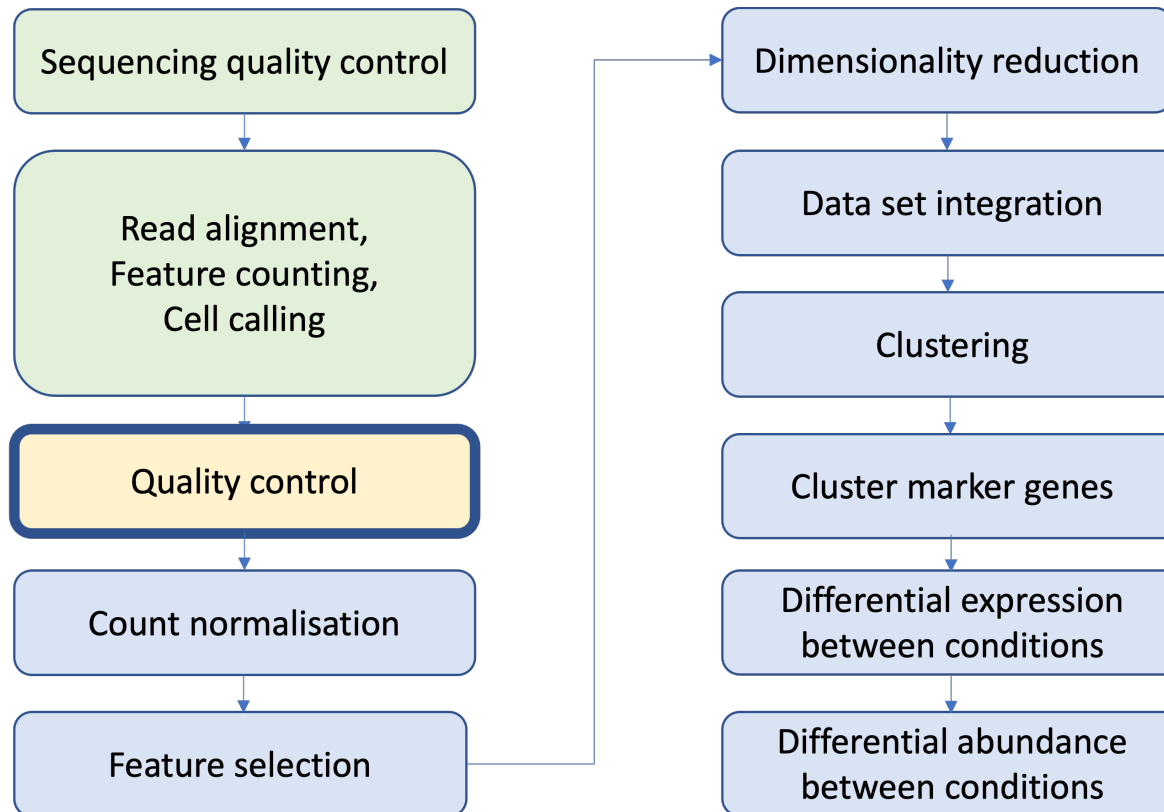 Sequencing quality control
Read alignment,
Feature counting,
Cell calling
Quality control
Count normalisation
Feature selection
Dimensionality reduction
Data set integration
Clustering
Cluster marker genes
Differential expression
between conditions
Differential abundance
between conditions